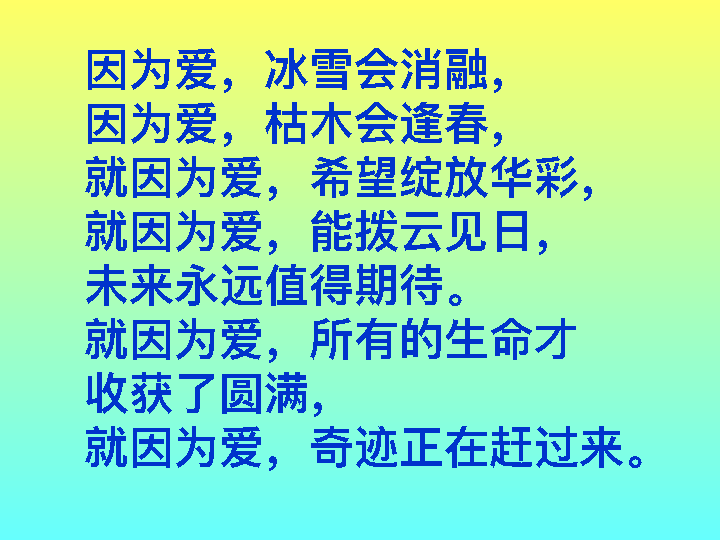 因为爱，冰雪会消融，
因为爱，枯木会逢春，
就因为爱，希望绽放华彩，
就因为爱，能拨云见日，
未来永远值得期待。
就因为爱，所有的生命才
收获了圆满，
就因为爱，奇迹正在赶过来。